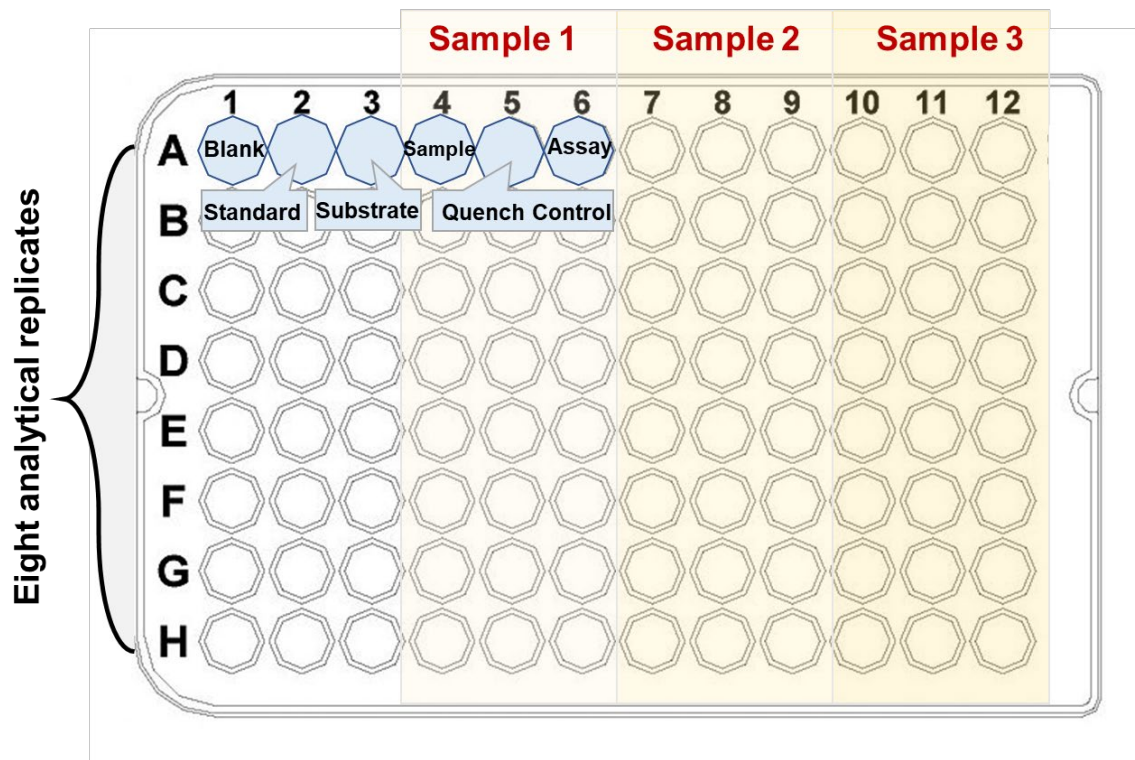 Sample 1 Sample 2 Sample 3
1 2 3 4 5 6 7 8 9 10 11 12
A Blank Sample Assay
Standard Substrate Quench Control
B
C
D
E
F
G
H
Eight analytical replicates